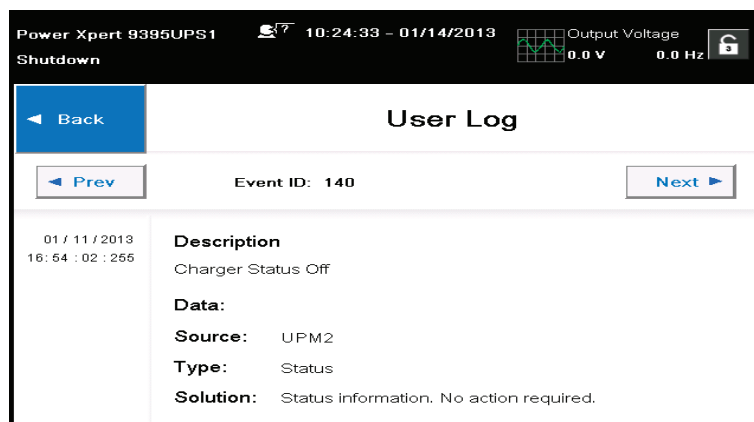 Power Xpert 9395UPS1 ? 10:24:33 - 01/14/2013 Output Voltage
Shutdown 0.0 V 0.0 Hz
◄ Back User Log
◄ Prev Event ID: 140 Next ►
01 / 11 / 2013 Description
16: 54 : 02 : 255 Charger Status Off
Data:
Source: UPM2
Type: Status
Solution: Status information. No action required.